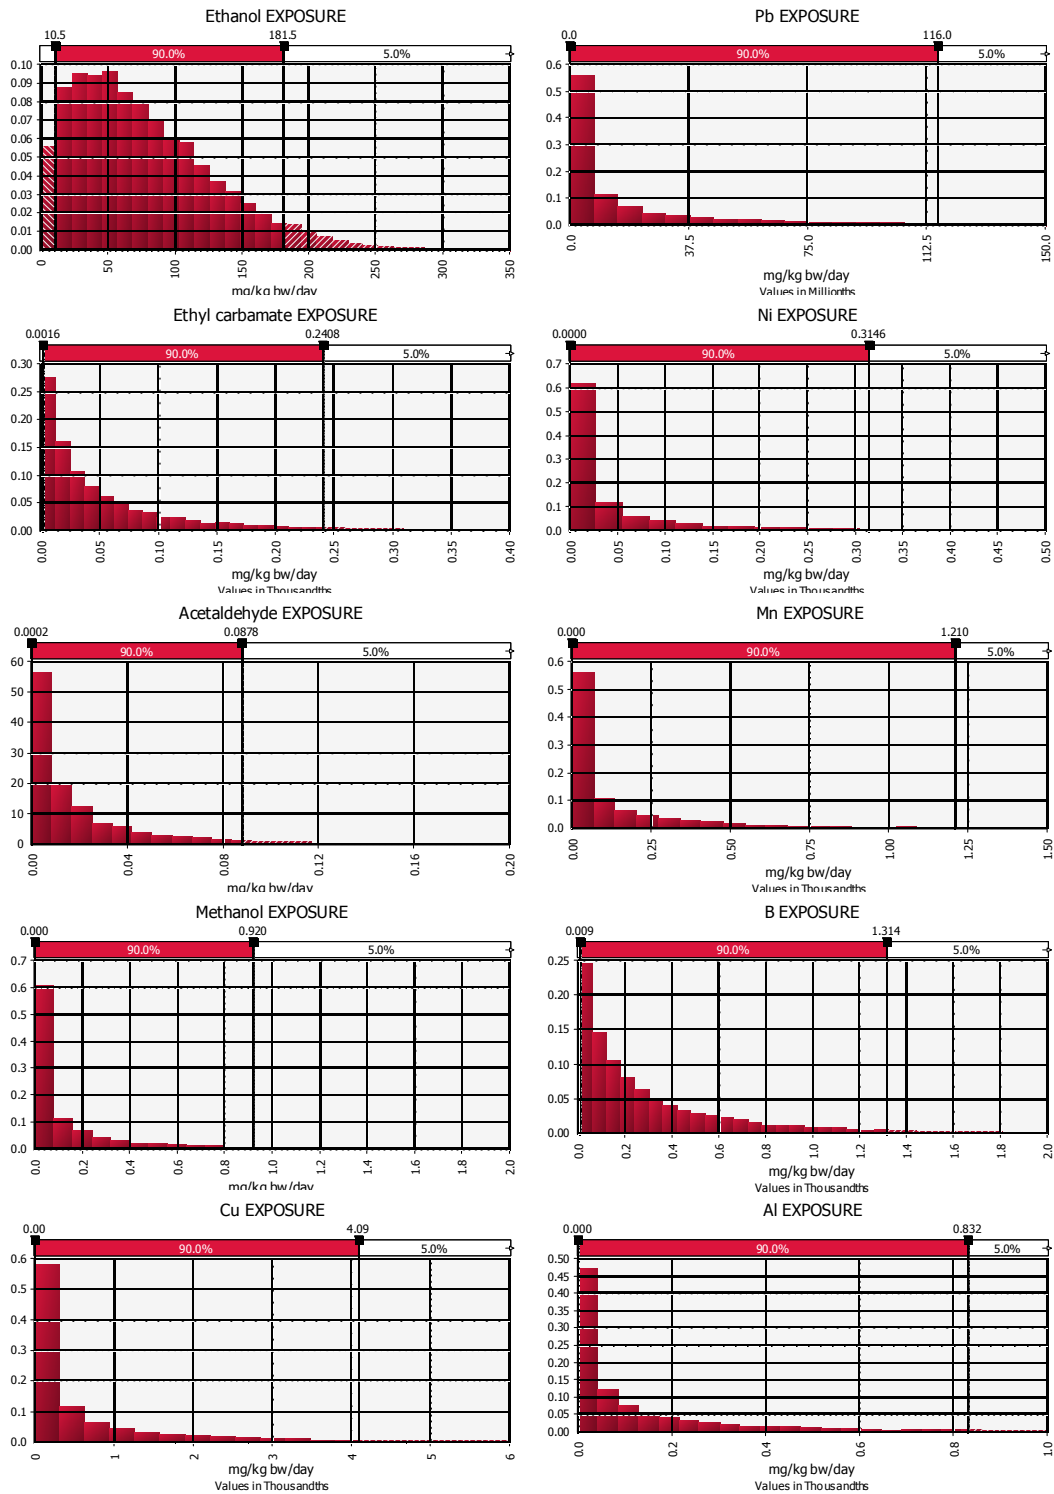 Ethanol EXPOSURE
10.5 181.5
90.0% 5.0%
0.10
0.09
0.08
0.07
0.06
0.05
0.04
0.03
0.02
0.01
0.00
0 50 100 150 200 250 300 350
mg/kg bw/day
Pb EXPOSURE
0.0 116.0
90.0% 5.0%
0.6
0.5
0.4
0.3
0.2
0.1
0.0
0.0 37.5 75.0 112.5 150.0
mg/kg bw/day
Values in Millionths
Ethyl carbamate EXPOSURE
0.0016 0.2408
90.0% 5.0%
0.30
0.25
0.20
0.15
0.10
0.05
0.00
0.00 0.05 0.10 0.15 0.20 0.25 0.30 0.35 0.40
mg/kg bw/day
Values in Thousandths
Ni EXPOSURE
0.0000 0.3146
90.0% 5.0%
0.7
0.6
0.5
0.4
0.3
0.2
0.1
0.0
0.00 0.05 0.10 0.15 0.20 0.25 0.30 0.35 0.40 0.45 0.50
mg/kg bw/day
Values in Thousandths
Acetaldehyde EXPOSURE
0.0002 0.0878
90.0% 5.0%
60
50
40
30
20
10
0
0.00 0.04 0.08 0.12 0.16 0.20
mg/kg bw/day
Mn EXPOSURE
0.000 1.210
90.0% 5.0%
0.6
0.5
0.4
0.3
0.2
0.1
0.0
0.00 0.25 0.50 0.75 1.00 1.25 1.50
mg/kg bw/day
Values in Thousandths
Methanol EXPOSURE
0.000 0.920
90.0% 5.0%
0.7
0.6
0.5
0.4
0.3
0.2
0.1
0.0
0.0 0.2 0.4 0.6 0.8 1.0 1.2 1.4 1.6 1.8 2.0
mg/kg bw/day
B EXPOSURE
0.009 1.314
90.0% 5.0%
0.25
0.20
0.15
0.10
0.05
0.00
0.0 0.2 0.4 0.6 0.8 1.0 1.2 1.4 1.6 1.8 2.0
mg/kg bw/day
Values in Thousandths
Cu EXPOSURE
0.00 4.09
90.0% 5.0%
0.6
0.5
0.4
0.3
0.2
0.1
0.0
0 1 2 3 4 5 6
mg/kg bw/day
Values in Thousandths
Al EXPOSURE
0.000 0.832
90.0% 5.0%
0.50
0.45
0.40
0.35
0.30
0.25
0.20
0.15
0.10
0.05
0.00
0.0 0.2 0.4 0.6 0.8 1.0
mg/kg bw/day
Values in Thousandths